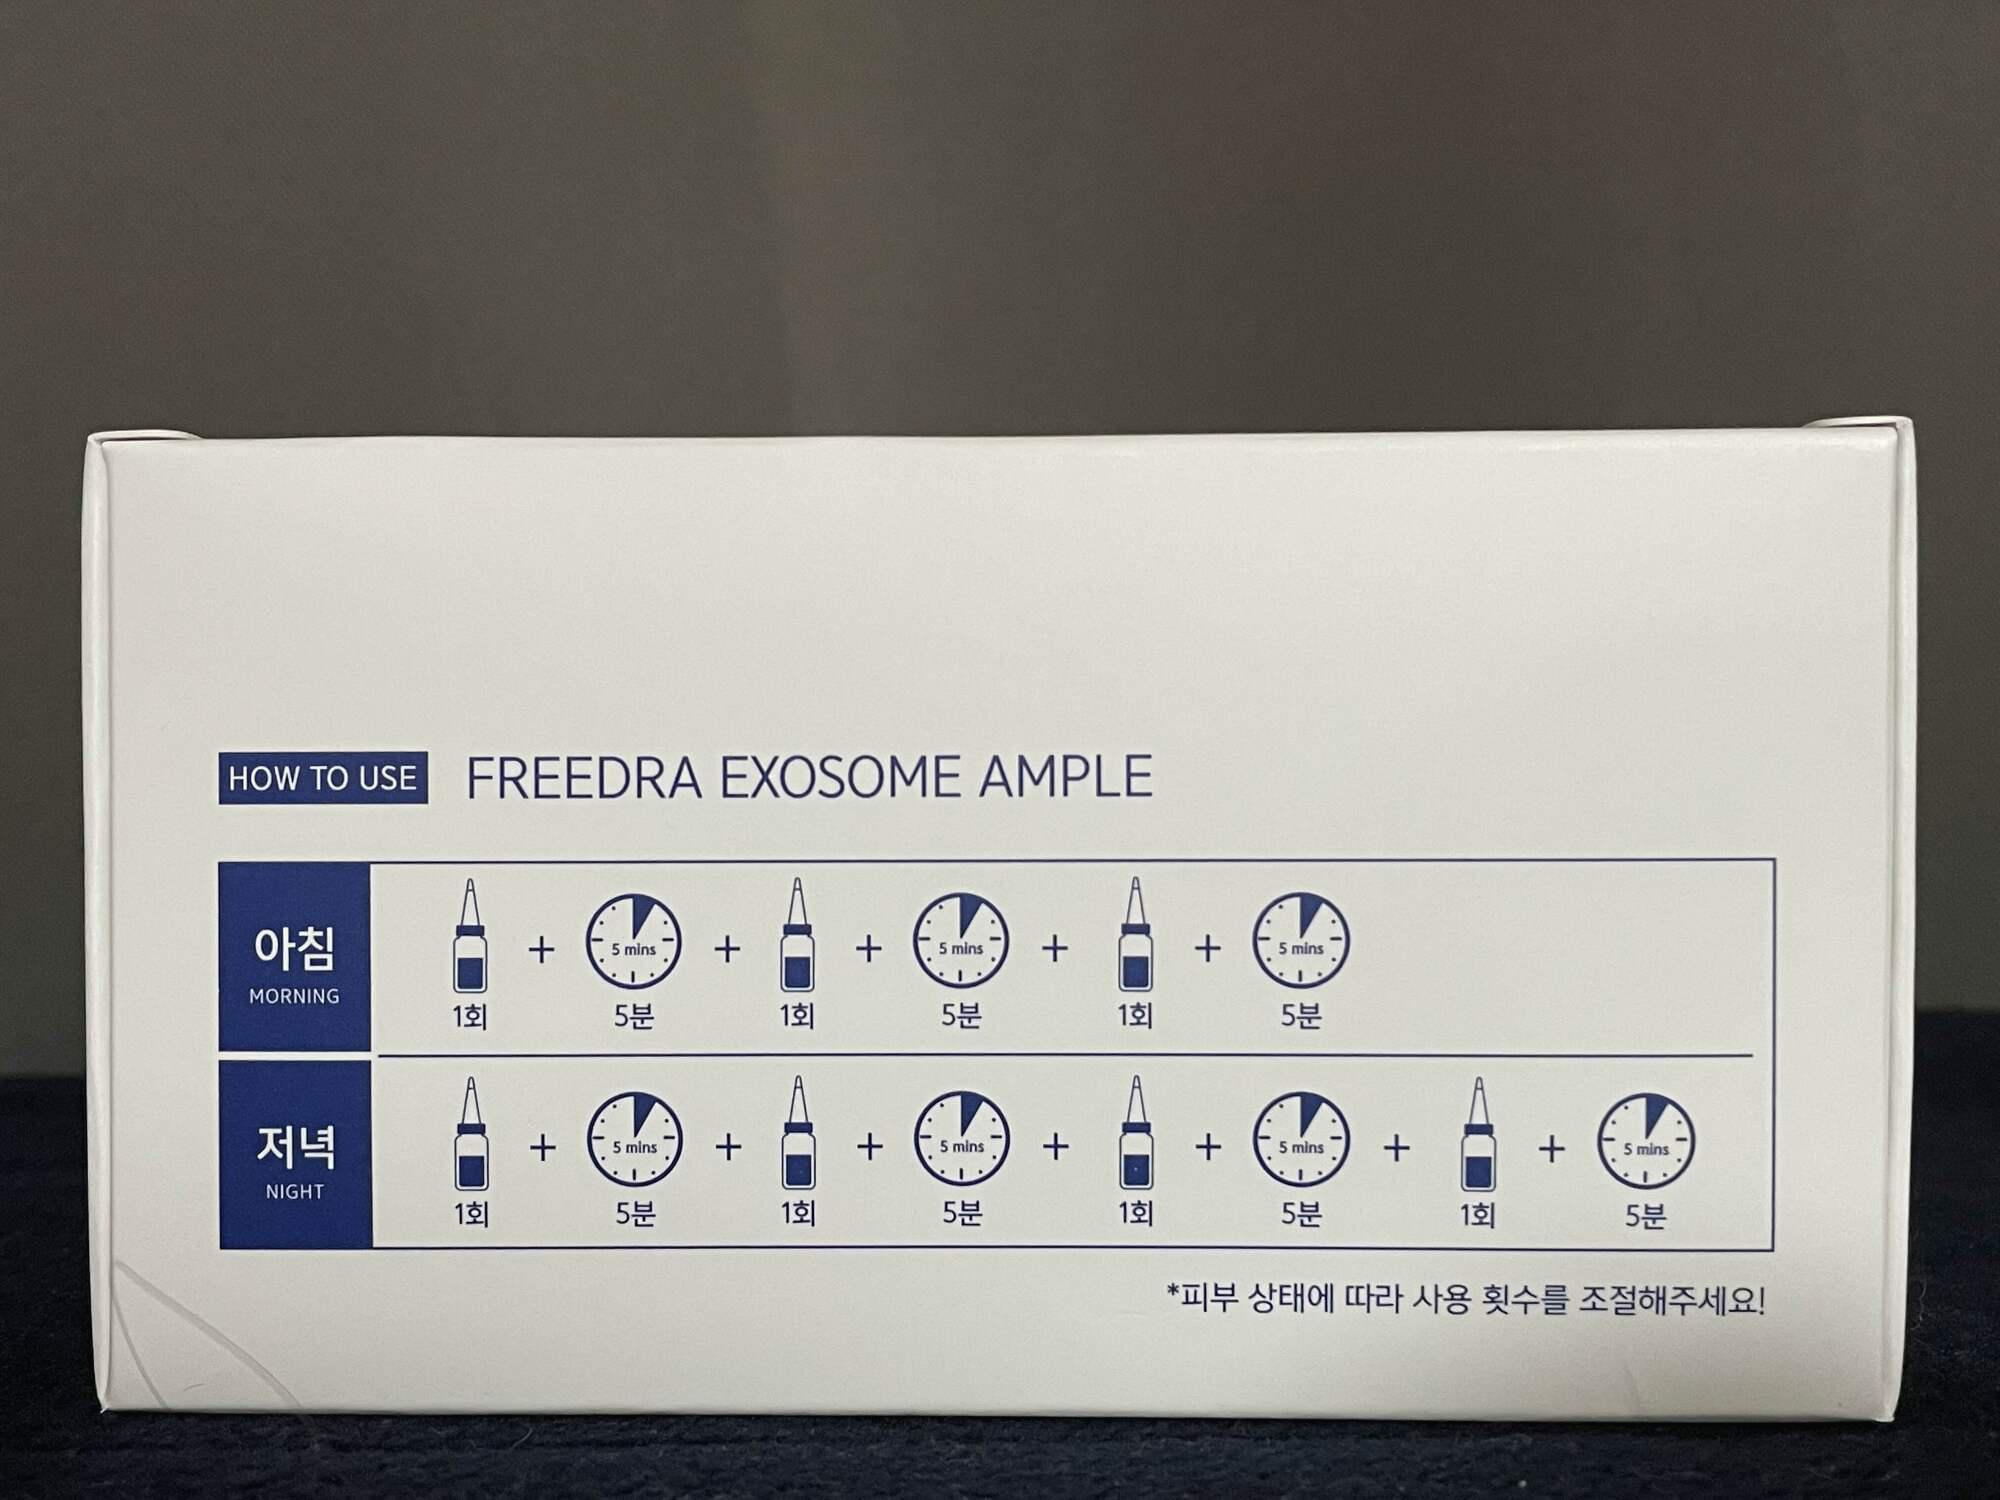 HOW TO USE FREEDRA EXOSOME AMPLE
아침
MORNING
+ 5 mins + + 5 mins + + 5 mins
1회 5분 1회 5분 1회 5분
저녁
NIGHT
+ 5 mins + + 5 mins + + 5 mins + + 5 mins
1회 5분 1회 5분 1회 5분 1회 5분
*피부 상태에 따라 사용 횟수를 조절해주세요!